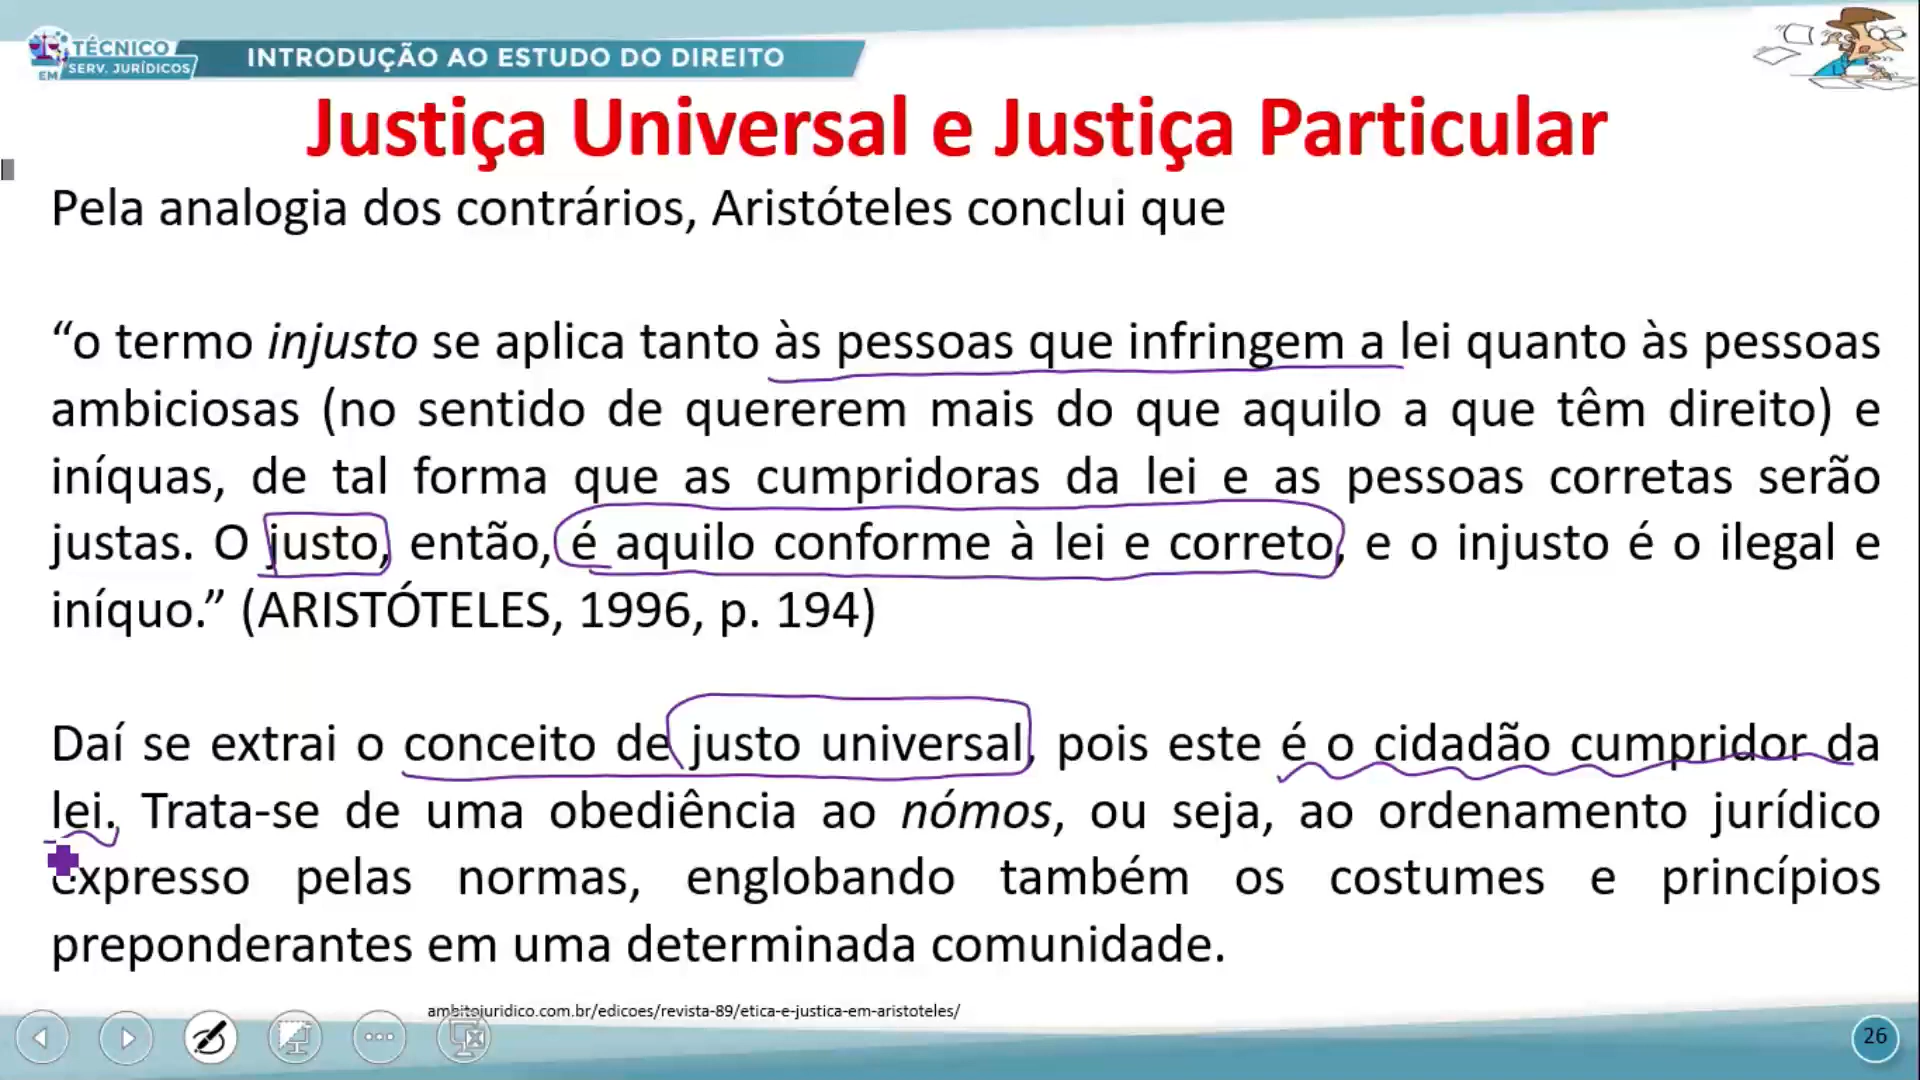 TÉCNICO
EM SERV. JURÍDICOS
INTRODUÇÃO AO ESTUDO DO DIREITO
Justiça Universal e Justiça Particular
Pela analogia dos contrários, Aristóteles conclui que
“o termo injusto se aplica tanto às pessoas que infringem a lei quanto às pessoas
ambiciosas (no sentido de quererem mais do que aquilo a que têm direito) e
iníquas, de tal forma que as cumpridoras da lei e as pessoas corretas serão
justas. O justo, então, é aquilo conforme à lei e correto, e o injusto é o ilegal e
iníquo.” (ARISTÓTELES, 1996, p. 194)
Daí se extrai o conceito de justo universal, pois este é o cidadão cumpridor da
lei. Trata-se de uma obediência ao nómos, ou seja, ao ordenamento jurídico
expresso pelas normas, englobando também os costumes e princípios
preponderantes em uma determinada comunidade.
ambitojuridico.com.br/edicoes/revista-89/etica-e-justica-em-aristoteles/
26